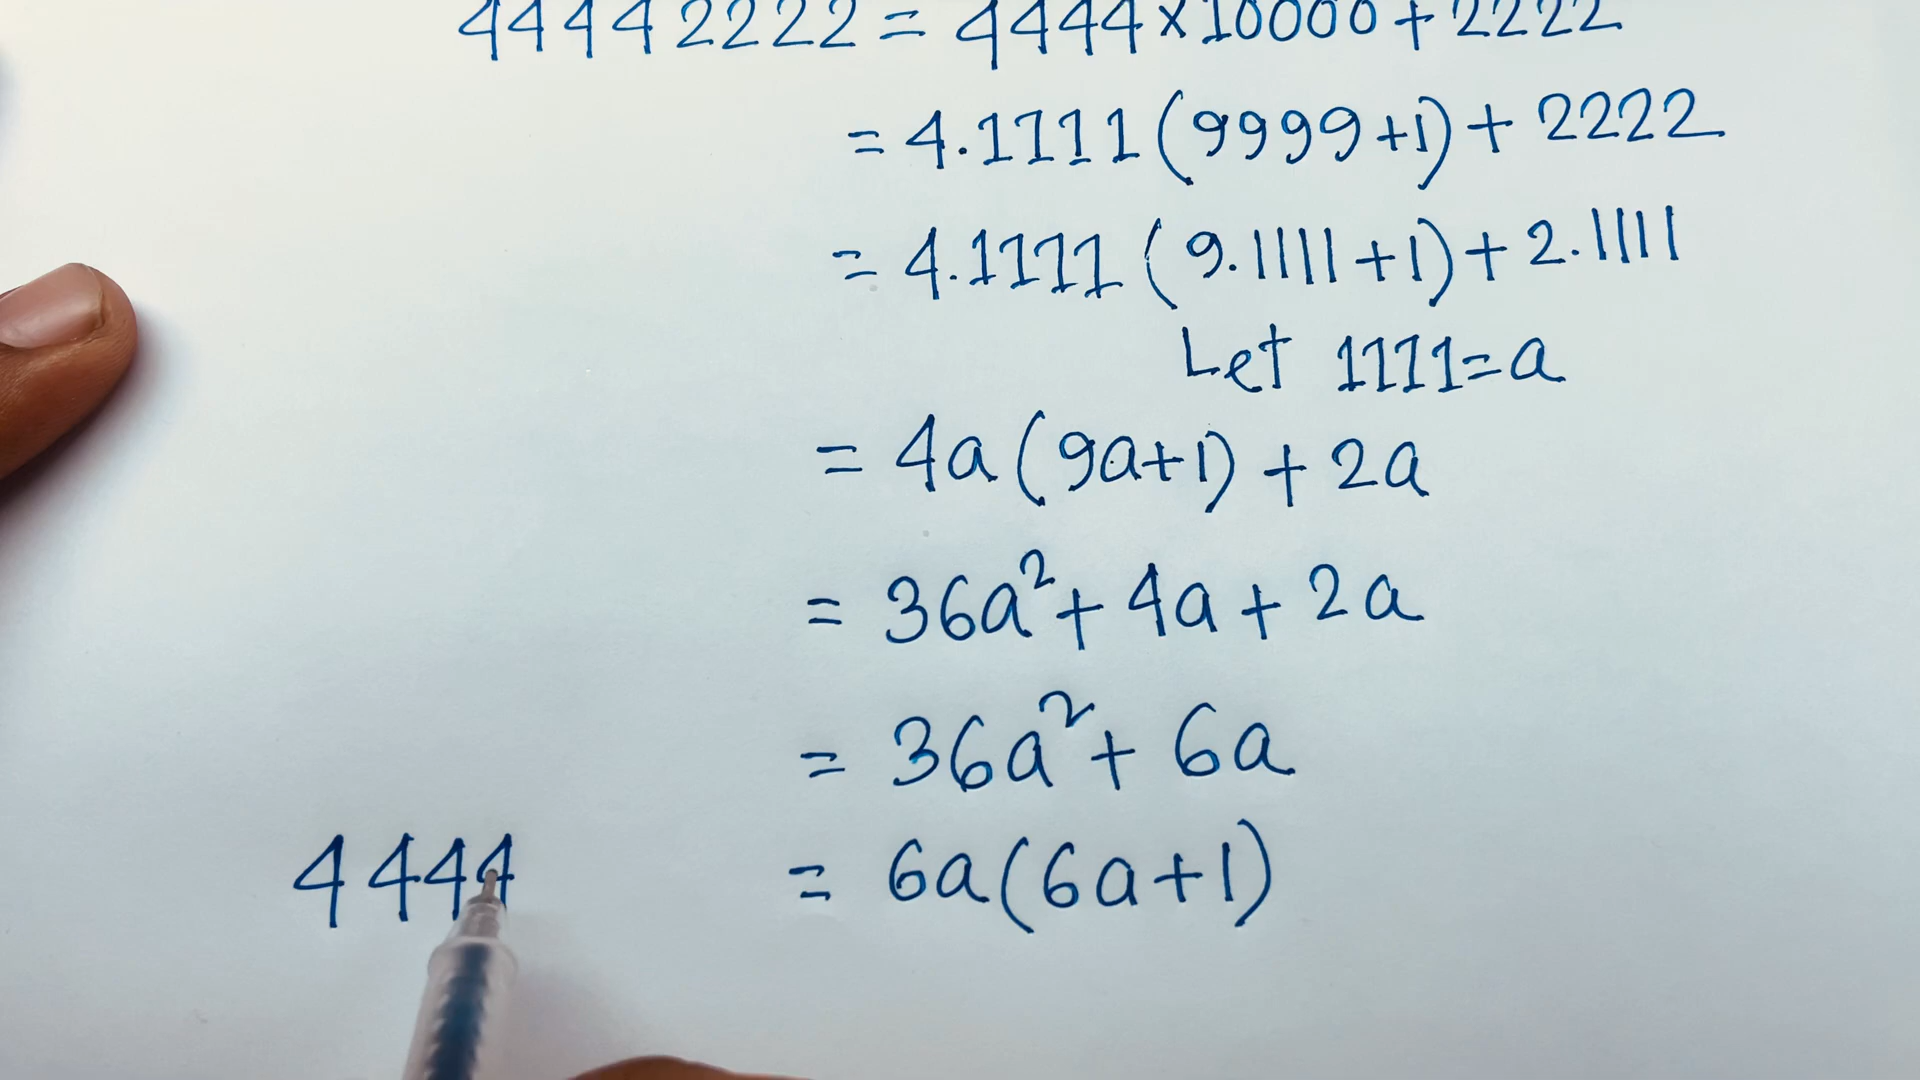 44442222 = 4444×10000+2222
= 4.1111(9999+1)+2222
= 4.1111(9.1111+1)+2.1111
Let 1111=a
= 4a(9a+1)+2a
= 36a²+4a+2a
= 36a²+6a
4444 = 6a(6a+1)